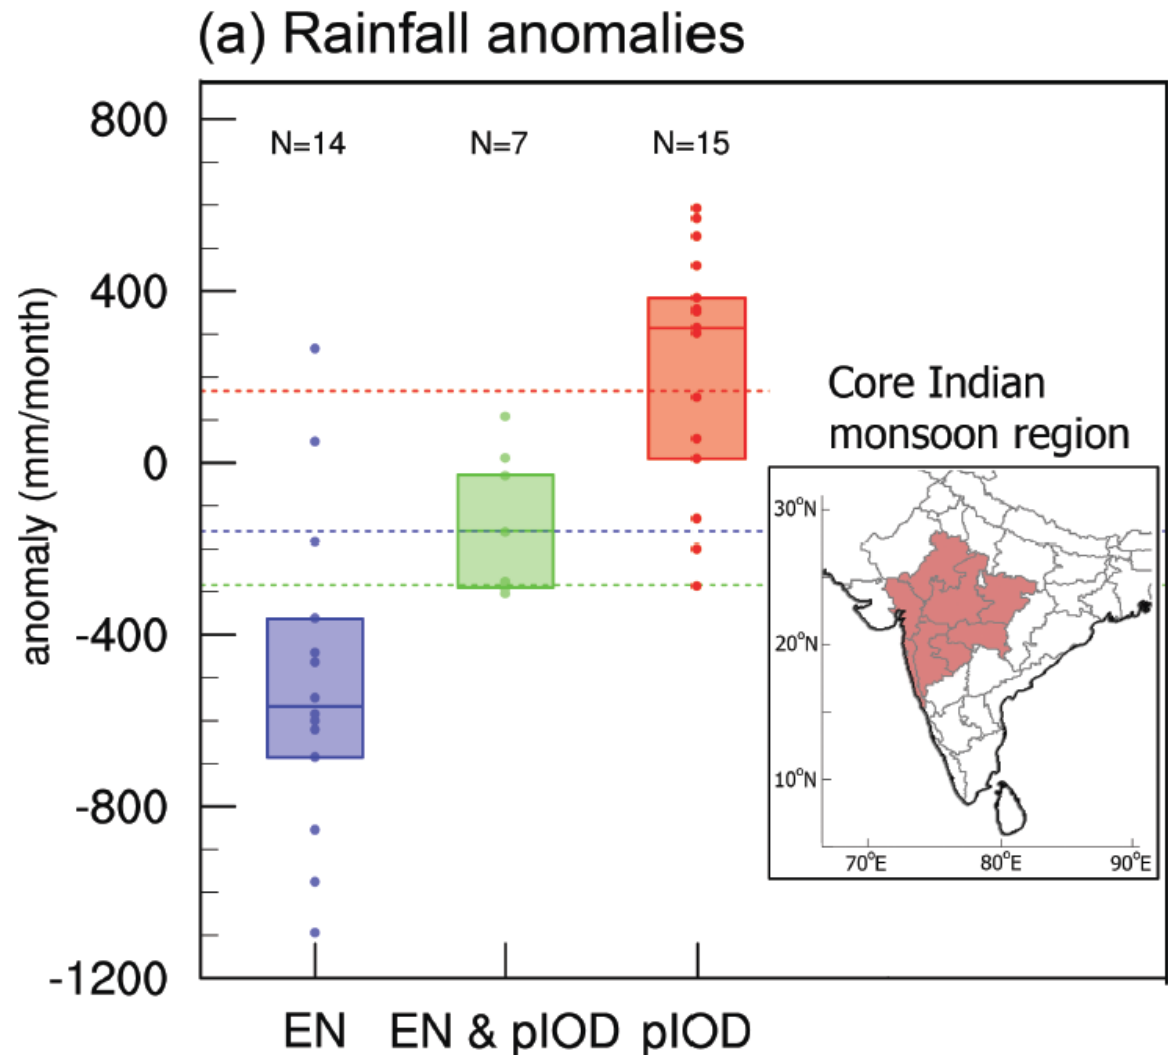 (a) Rainfall anomalies
anomaly (mm/month)
800
400
0
-400
-800
-1200
N=14
N=7
N=15
EN
EN & pIOD
pIOD
Core Indian
monsoon region
30°N
20°N
10°N
70°E
80°E
90°E